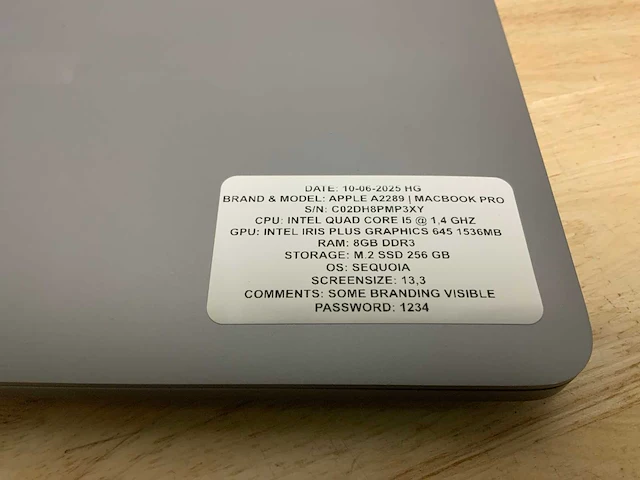 DATE: 10-06-2025 HG
BRAND & MODEL: APPLE A2289 | MACBOOK PRO
S/N: C02DH8PMP3XY
CPU: INTEL QUAD CORE I5 @ 1,4 GHZ
GPU: INTEL IRIS PLUS GRAPHICS 645 1536MB
RAM: 8GB DDR3
STORAGE: M.2 SSD 256 GB
OS: SEQUOIA
SCREENSIZE: 13,3
COMMENTS: SOME BRANDING VISIBLE
PASSWORD: 1234